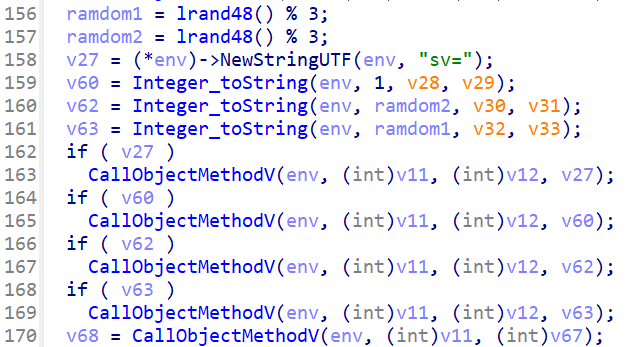 156 ramdom1 = lrand48() % 3;
157 ramdom2 = lrand48() % 3;
158 v27 = (*env)->NewStringUTF(env, "sv=");
159 v60 = Integer_toString(env, 1, v28, v29);
160 v62 = Integer_toString(env, ramdom2, v30, v31);
161 v63 = Integer_toString(env, ramdom1, v32, v33);
162 if ( v27 )
163 CallObjectMethodV(env, (int)v11, (int)v12, v27);
164 if ( v60 )
165 CallObjectMethodV(env, (int)v11, (int)v12, v60);
166 if ( v62 )
167 CallObjectMethodV(env, (int)v11, (int)v12, v62);
168 if ( v63 )
169 CallObjectMethodV(env, (int)v11, (int)v12, v63);
170 v68 = CallObjectMethodV(env, (int)v11, (int)v67);